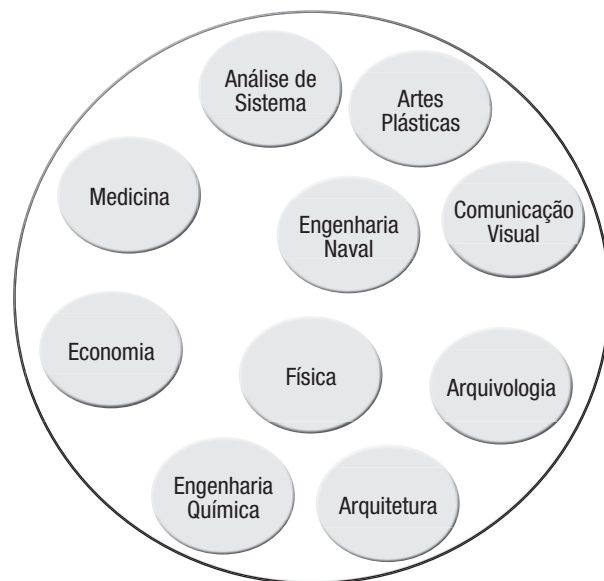 Análise de
Sistema
Artes
Plásticas
Medicina
Engenharia
Naval
Comunicação
Visual
Economia
Física
Arquivologia
Engenharia
Química
Arquitetura